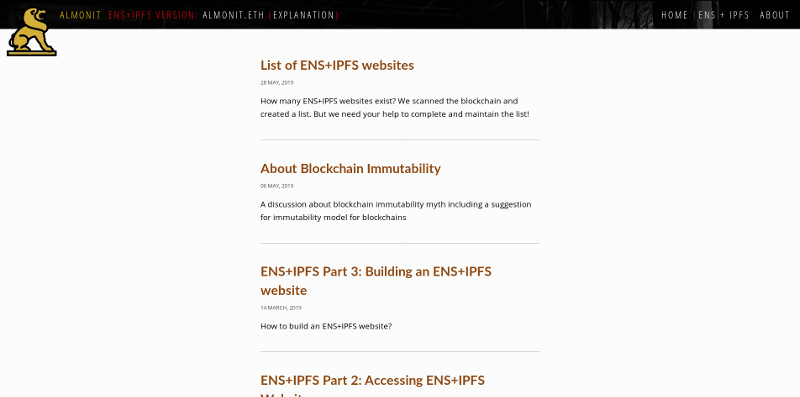 ALMONIT ENS+IPFS VERSION: ALMONIT.ETH (EXPLANATION)
HOME ENS + IPFS ABOUT
List of ENS+IPFS websites
28 MAY, 2019
How many ENS+IPFS websites exist? We scanned the blockchain and
created a list. But we need your help to complete and maintain the list!
About Blockchain Immutability
06 MAY, 2019
A discussion about blockchain immutability myth including a suggestion
for immutability model for blockchains
ENS+IPFS Part 3: Building an ENS+IPFS
website
14 MARCH, 2019
How to build an ENS+IPFS website?
ENS+IPFS Part 2: Accessing ENS+IPFS